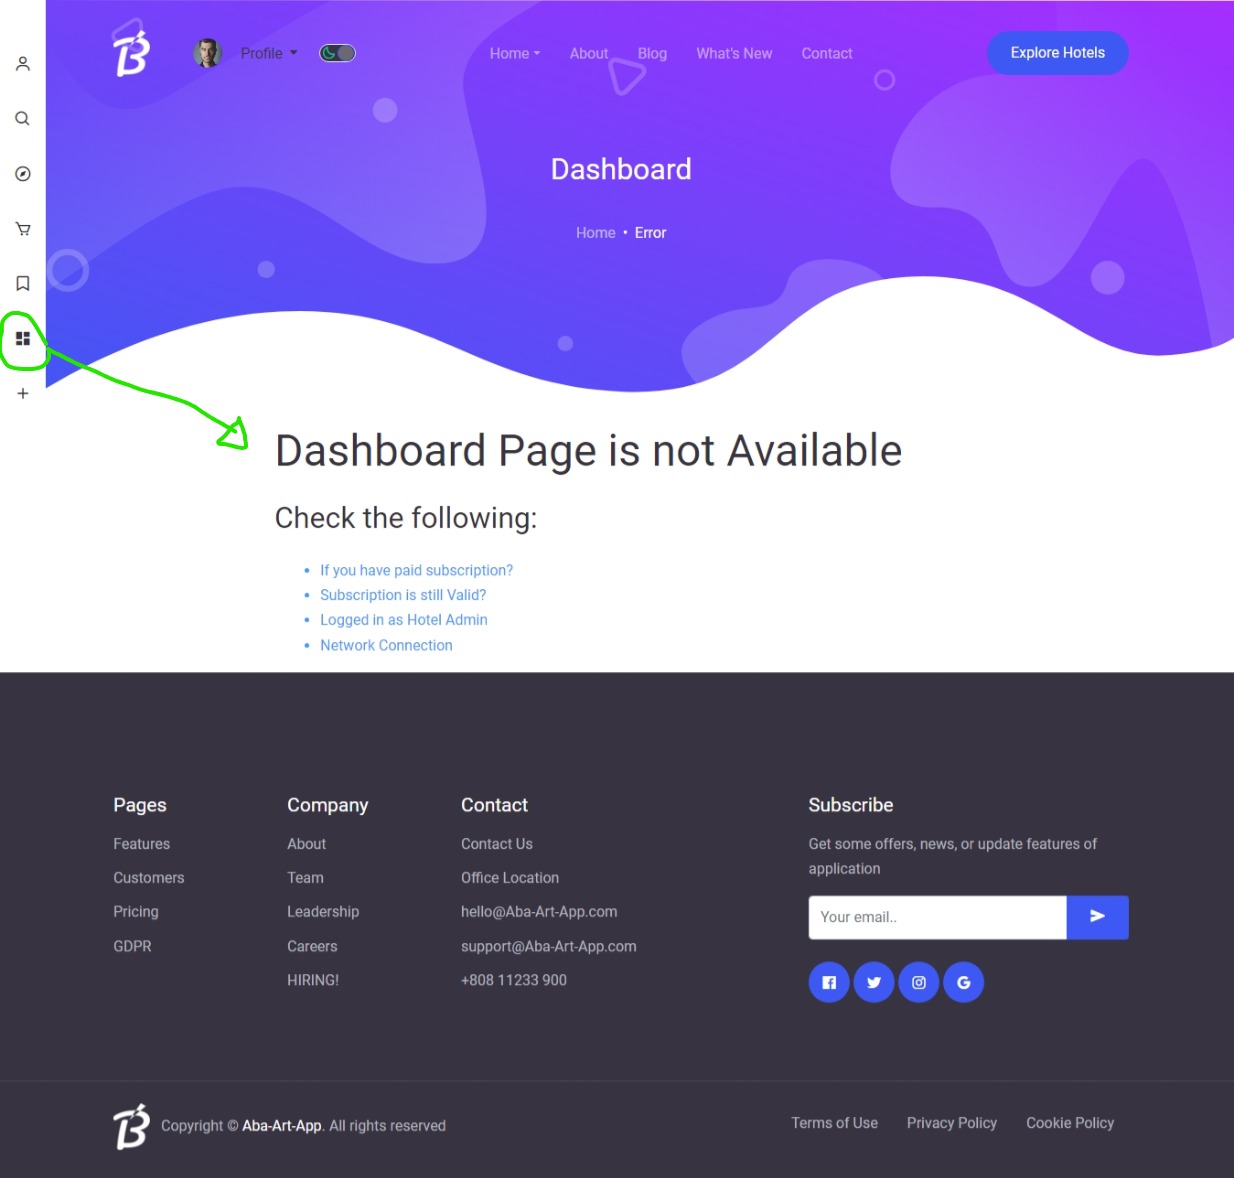 Profile
Home
About
Blog
What's New
Contact
Explore Hotels
Dashboard
Home • Error
Dashboard Page is not Available
Check the following:
• If you have paid subscription?
• Subscription is still Valid?
• Logged in as Hotel Admin
• Network Connection
Pages
Features
Customers
Pricing
GDPR
Company
About
Team
Leadership
Careers
HIRING!
Contact
Contact Us
Office Location
hello@Aba-Art-App.com
support@Aba-Art-App.com
+808 11233 900
Subscribe
Get some offers, news, or update features of
application
Your email..
Copyright © Aba-Art-App. All rights reserved
Terms of Use
Privacy Policy
Cookie Policy